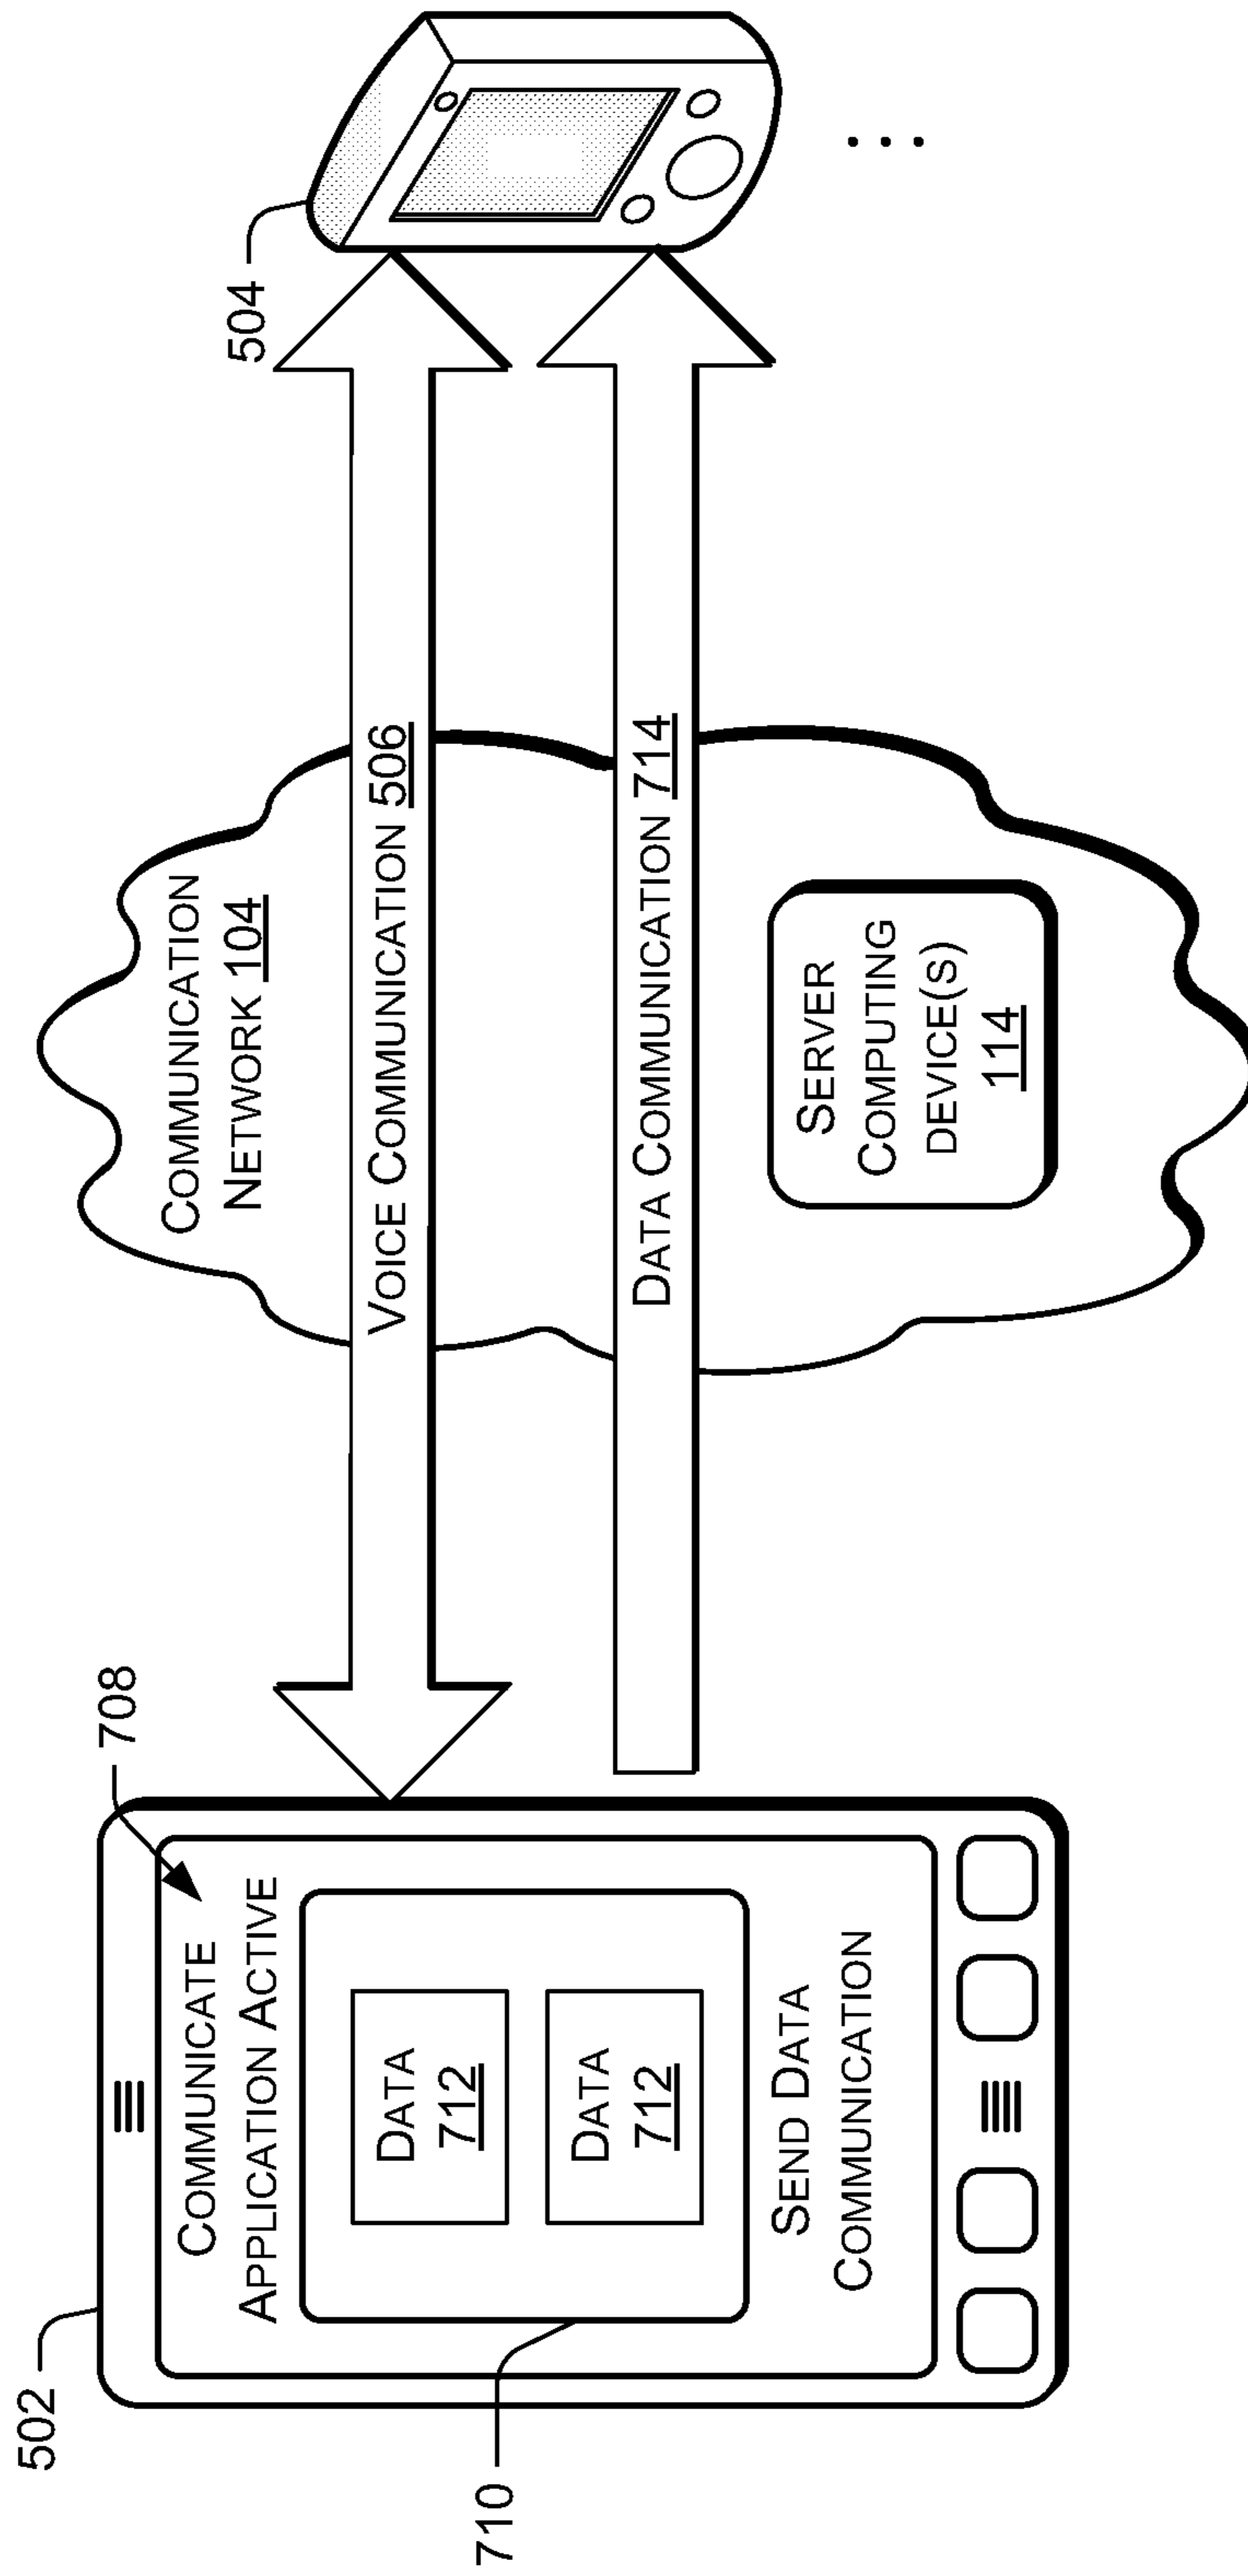 502
708
COMMUNICATE
APPLICATION ACTIVE
DATA
712
DATA
712
SEND DATA
COMMUNICATION
710
COMMUNICATION
NETWORK 104
VOICE COMMUNICATION 506
DATA COMMUNICATION 714
SERVER
COMPUTING
DEVICE(S)
114
504
...